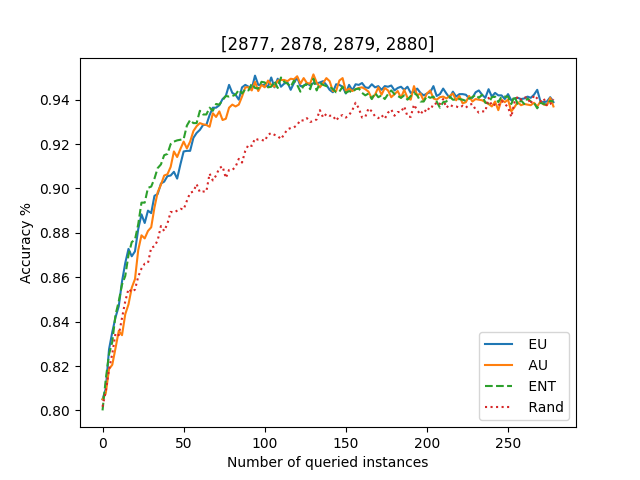 [2877, 2878, 2879, 2880]
Accuracy %
0.94
0.92
0.90
0.88
0.86
0.84
0.82
0.80
0 50 100 150 200 250
Number of queried instances
EU
AU
ENT
Rand